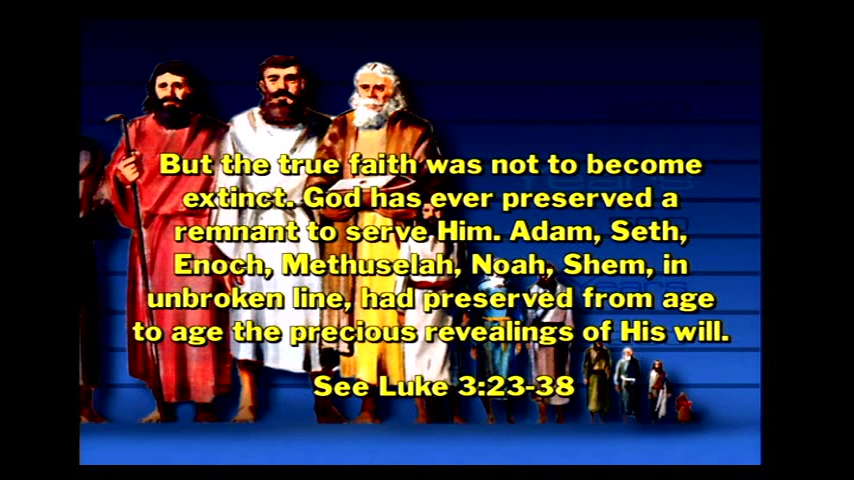 But the true faith was not to become
extinct. God has ever preserved a
remnant to serve Him. Adam, Seth,
Enoch, Methuselah, Noah, Shem, in
unbroken line, had preserved from age
to age the precious revealings of His will.
See Luke 3:23-38
Years
Years